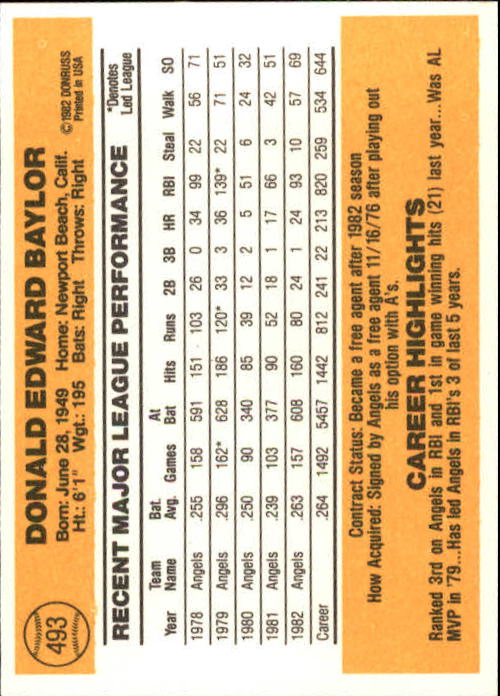 493
DONALD EDWARD BAYLOR
Born: June 28, 1949 Home: Newport Beach, Calif.
Ht.: 6'1" Wgt.: 195 Bats: Right Throws: Right
© 1982 DONRUSS
Printed in USA
RECENT MAJOR LEAGUE PERFORMANCE
*Denotes
Led League
Year Team Name Bat. Avg. Games At Bat Hits Runs 2B 3B HR RBI Steal Walk SO
1978 Angels .255 158 591 151 103 26 0 34 99 22 56 71
1979 Angels .296 162* 628 186 120* 33 3 36 139* 22 71 51
1980 Angels .250 90 340 85 39 12 2 5 51 6 24 32
1981 Angels .239 103 377 90 52 18 1 17 66 3 42 51
1982 Angels .263 157 608 160 80 24 1 24 93 10 57 69
Career .264 1492 5457 1442 812 241 22 213 820 259 534 644
Contract Status: Became a free agent after 1982 season
How Acquired: Signed by Angels as a free agent 11/16/76 after playing out
his option with A's.
CAREER HIGHLIGHTS
Ranked 3rd on Angels in RBI and 1st in game winning hits (21) last year...Was AL
MVP in '79...Has led Angels in RBI's 3 of last 5 years.